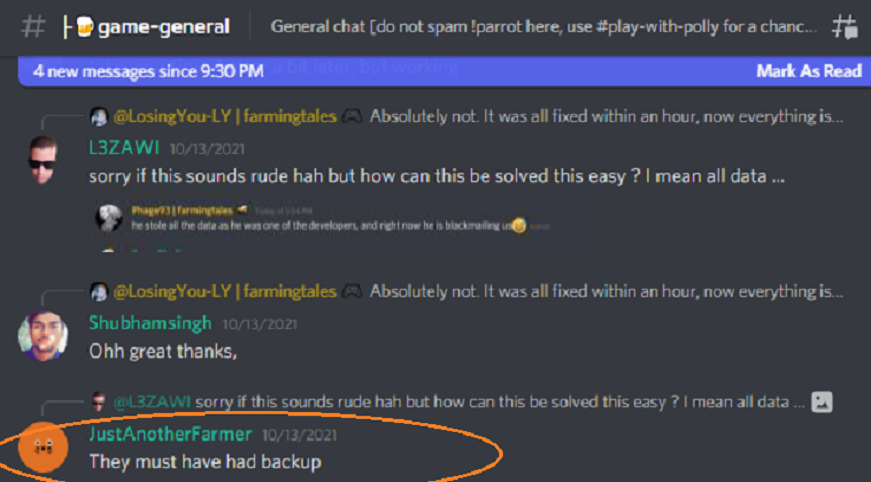 # ├🍺game-general General chat [do not spam !parrot here, use #play-with-polly for a chanc...
4 new messages since 9:30 PM a bit later, but working Mark As Read
@LosingYou-LY | farmingtales 🎮 Absolutely not. It was all fixed within an hour, now everything is...
L3ZAWI 10/13/2021
sorry if this sounds rude hah but how can this be solved this easy ? I mean all data ...
Phage93 | farmingtales
he stole all the data as he was one of the developers, and right now he is blackmailing us
@LosingYou-LY | farmingtales 🎮 Absolutely not. It was all fixed within an hour, now everything is...
Shubhamsingh 10/13/2021
Ohh great thanks,
@L3ZAWI sorry if this sounds rude hah but how can this be solved this easy ? I mean all data ...
JustAnotherFarmer 10/13/2021
They must have had backup